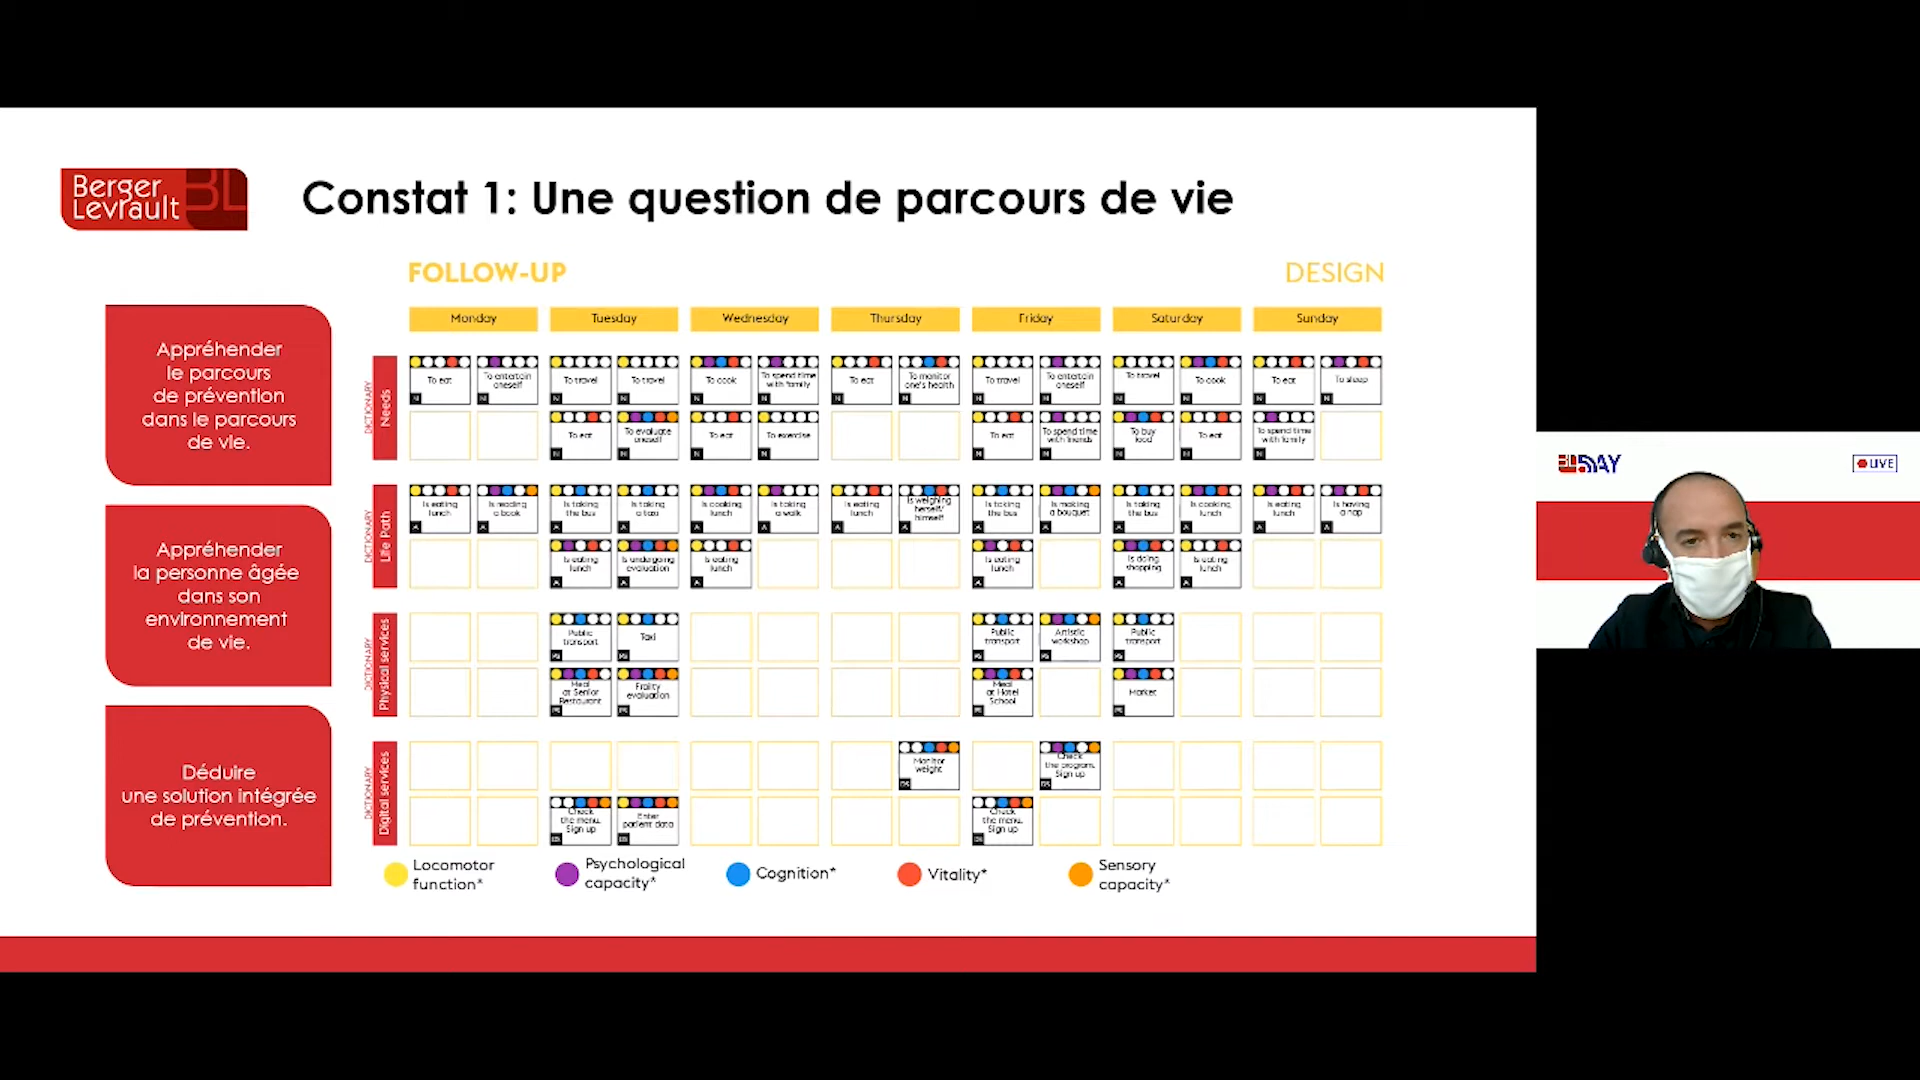 Berger
Levrault
BL
Constat 1: Une question de parcours de vie
FOLLOW-UP
DESIGN
Appréhender
le parcours
de prévention
dans le parcours
de vie.
Appréhender
la personne âgée
dans son
environnement
de vie.
Déduire
une solution intégrée
de prévention.
Monday Tuesday Wednesday Thursday Friday Saturday Sunday
DICTIONARY
Needs
To eat
To entertain
oneself
To travel
To travel
To cook
To spend time
with family
To eat
To monitor
one's health
To travel
To entertain
oneself
To travel
To cook
To eat
To sleep
To eat
To evaluate
oneself
To eat
To exercise
To eat
To spend time
with friends
To buy
food
To eat
To spend time
with family
DICTIONARY
Life Path
Is eating
lunch
Is reading
a book
Is taking
the bus
Is taking
a taxi
Is cooking
lunch
Is taking
a walk
Is eating
lunch
Is weighing
herself/
himself
Is taking
the bus
Is making
a bouquet
Is taking
the bus
Is cooking
lunch
Is eating
lunch
Is having
a nap
Is eating
lunch
Is undergoing
evaluation
Is eating
lunch
Is eating
lunch
Is doing
shopping
Is eating
lunch
DICTIONARY
Physical services
Public
transport
Taxi
Public
transport
Artistic
workshop
Public
transport
Meal
at Senior
Restaurant
Frailty
evaluation
Meal
at Hotel
School
Market
DICTIONARY
Digital services
Monitor
weight
Check
the program.
Sign up
Check
the menu.
Sign up
Enter
patient data
Check
the menu.
Sign up
Locomotor
function*
Psychological
capacity*
Cognition*
Vitality*
Sensory
capacity*
LIVE